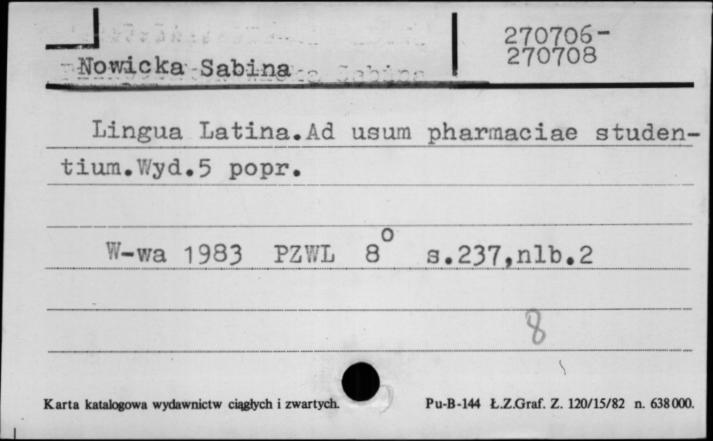 270706-
270708
Nowicka Sabina
Lingua Latina.Ad usum pharmaciae studen-
tium.Wyd.5 popr.
W-wa 1983 PZWL 8° s.237,nlb.2
8
Karta katalogowa wydawnictw ciągłych i zwartych.
Pu-B-144 Ł.Z.Graf. Z. 120/15/82 n. 638000.